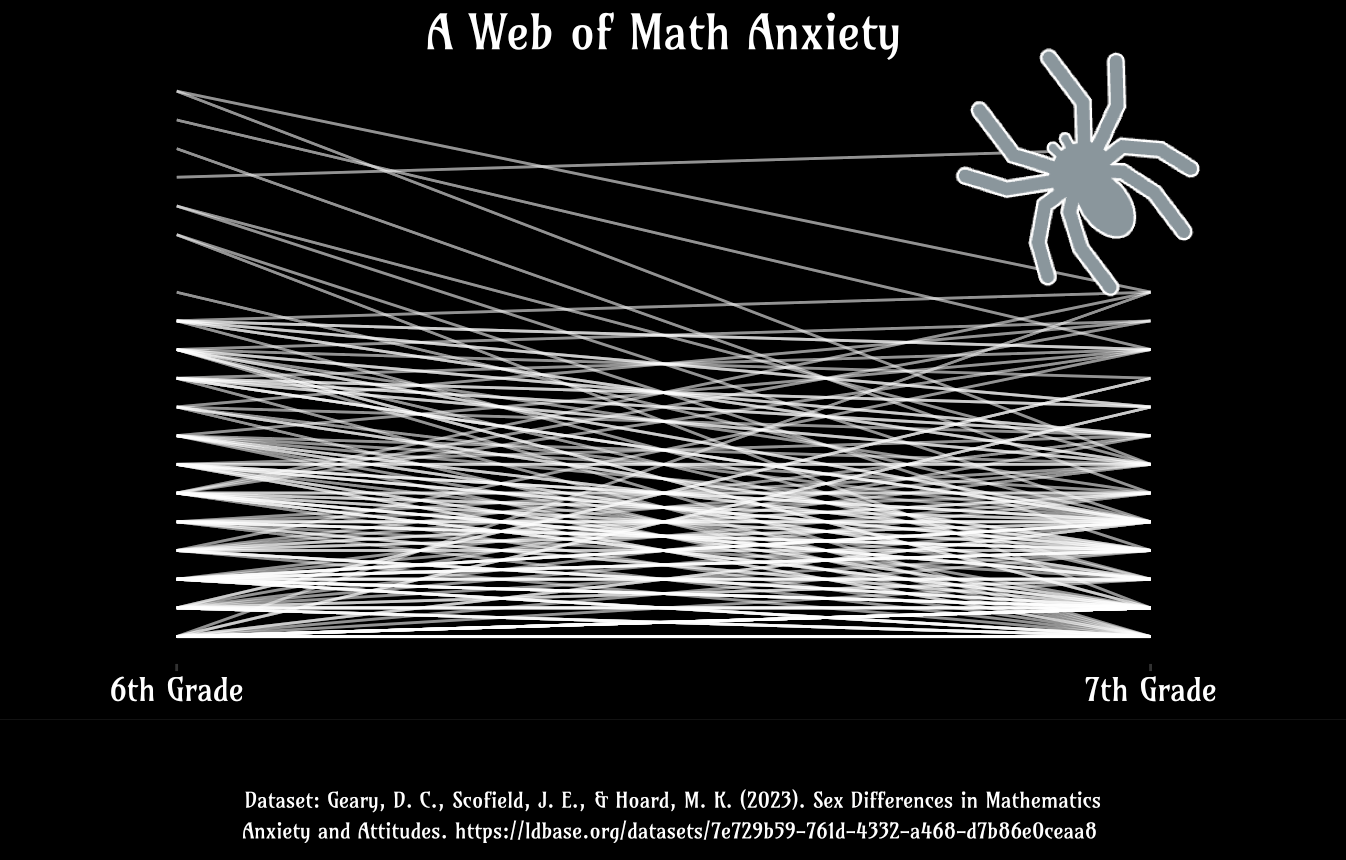 A Web of Math Anxiety
6th Grade
7th Grade
Dataset: Geary, D. C., Scofield, J. E., & Hoard, M. K. (2023). Sex Differences in Mathematics
Anxiety and Attitudes. https://ldbase.org/datasets/7e729b59-761d-4332-a468-d7b86e0ceaa8